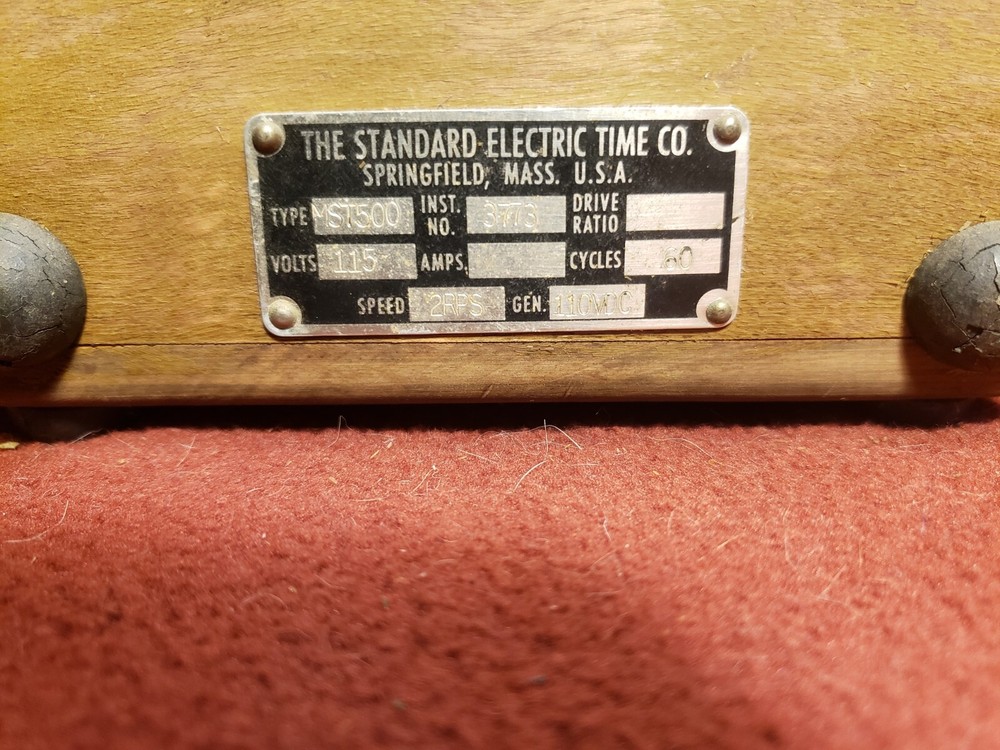 THE STANDARD ELECTRIC TIME CO.
SPRINGFIELD, MASS. U.S.A.
TYPE MST500 INST. NO. 3773 DRIVE RATIO
VOLTS 115 AMPS. CYCLES 60
SPEED 2RPS GEN. 110VDC